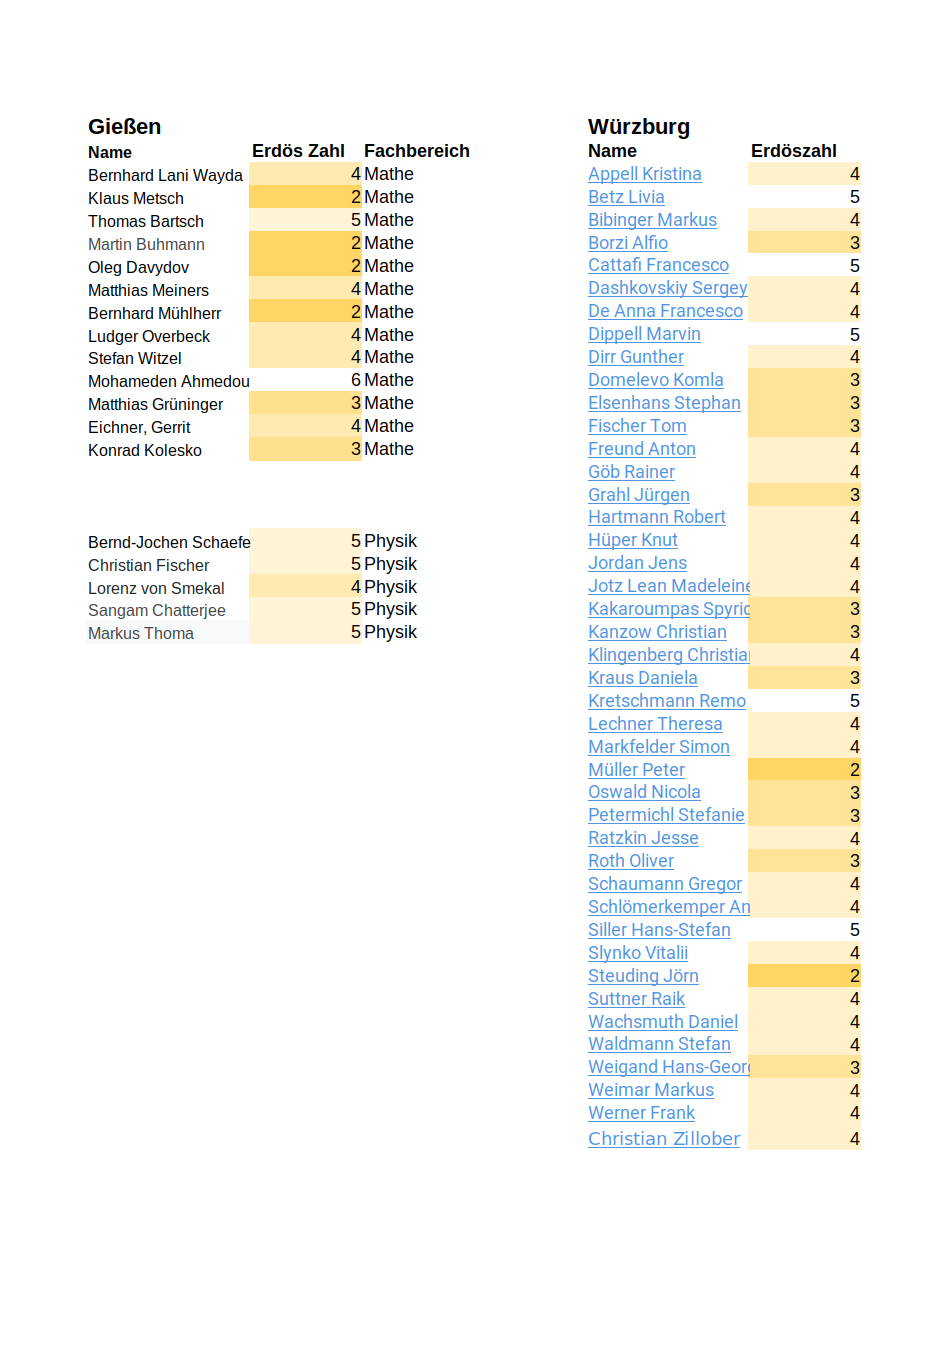 Gießen
Name Erdös Zahl Fachbereich
Bernhard Lani Wayda 4 Mathe
Klaus Metsch 2 Mathe
Thomas Bartsch 5 Mathe
Martin Buhmann 2 Mathe
Oleg Davydov 2 Mathe
Matthias Meiners 4 Mathe
Bernhard Mühlherr 2 Mathe
Ludger Overbeck 4 Mathe
Stefan Witzel 4 Mathe
Mohameden Ahmedou 6 Mathe
Matthias Grüninger 3 Mathe
Eichner, Gerrit 4 Mathe
Konrad Kolesko 3 Mathe
Bernd-Jochen Schaefe 5 Physik
Christian Fischer 5 Physik
Lorenz von Smekal 4 Physik
Sangam Chatterjee 5 Physik
Markus Thoma 5 Physik
Würzburg
Name Erdöszahl
Appell Kristina 4
Betz Livia 5
Bibinger Markus 4
Borzi Alfio 3
Cattafi Francesco 5
Dashkovskiy Sergey 4
De Anna Francesco 4
Dippell Marvin 5
Dirr Gunther 4
Domelevo Komla 3
Elsenhans Stephan 3
Fischer Tom 3
Freund Anton 4
Göb Rainer 4
Grahl Jürgen 3
Hartmann Robert 4
Hüper Knut 4
Jordan Jens 4
Jotz Lean Madeleine 4
Kakaroumpas Spyrid 3
Kanzow Christian 3
Klingenberg Christian 4
Kraus Daniela 3
Kretschmann Remo 5
Lechner Theresa 4
Markfelder Simon 4
Müller Peter 2
Oswald Nicola 3
Petermichl Stefanie 3
Ratzkin Jesse 4
Roth Oliver 3
Schaumann Gregor 4
Schlömerkemper An 4
Siller Hans-Stefan 5
Slynko Vitalii 4
Steuding Jörn 2
Suttner Raik 4
Wachsmuth Daniel 4
Waldmann Stefan 4
Weigand Hans-Georg 3
Weimar Markus 4
Werner Frank 4
Christian Zillober 4